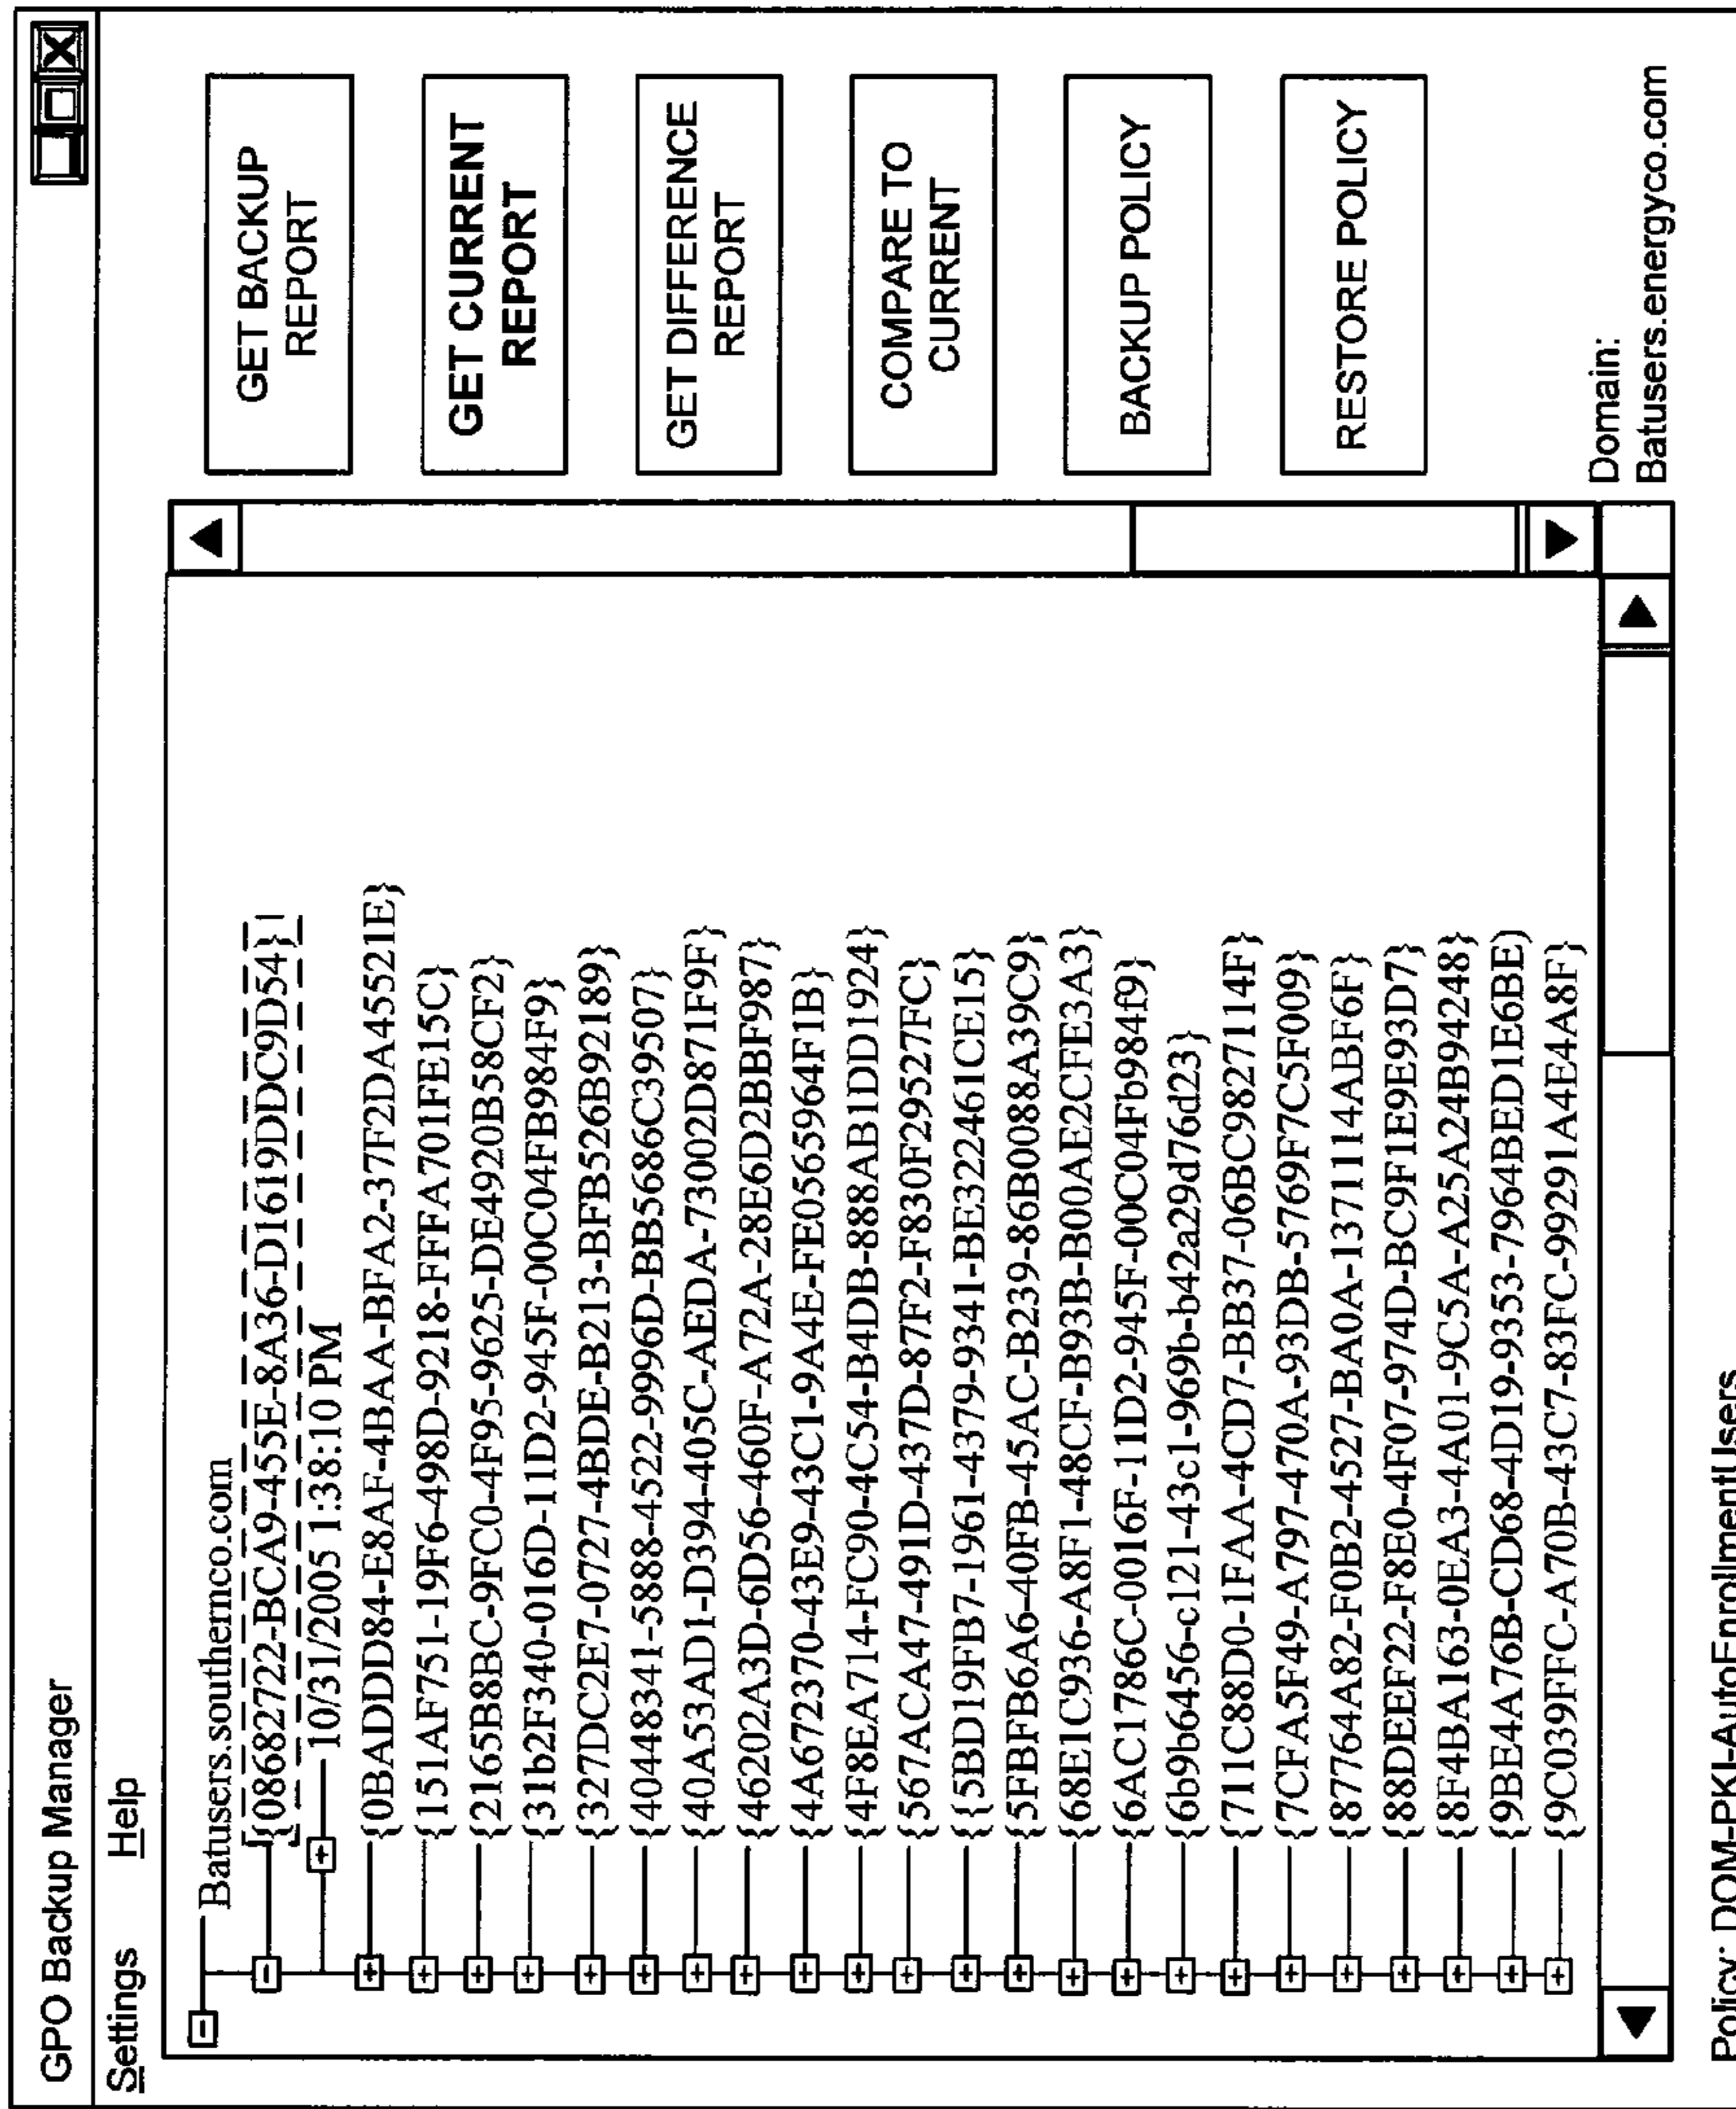 GPO Backup Manager
Settings Help
Batusers.southernco.com
{08682722-BCA9-455E-8A36-D1619DDC9D54}
10/31/2005 1:38:10 PM
{0BADDD84-E8AF-4BAA-BFA2-37F2DA45521E}
{151AF751-19F6-498D-9218-FFFA701FE15C}
{2165B8BC-9FC0-4F95-9625-DE4920B58CF2}
{31b2F340-016D-11D2-945F-00C04FB984F9}
{327DC2E7-0727-4BDE-B213-BFB526B92189}
{40448341-5888-4522-9996D-BB5686C39507}
{40A53AD1-D394-405C-AEDA-73002D871F9F}
{46202A3D-6D56-460F-A72A-28E6D2BBF987}
{4A672370-43E9-43C1-9A4E-FE0565964F1B}
{4F8EA714-FC90-4C54-B4DB-888AB1DD1924}
{567ACA47-491D-437D-87F2-F830F29527FC}
{{5BD19FB7-1961-4379-9341-BE322461CE15}
{5FBFB6A6-40FB-45AC-B239-86B0088A39C9}
{68E1C936-A8F1-48CF-B93B-B00AE2CFE3A3}
{6AC1786C-0016F-11D2-945F-00C04Fb984f9}
{6b9b6456-c121-43c1-969b-b42a29d76d23}
{711C88D0-1FAA-4CD7-BB37-06BC9827114F}
{7CFA5F49-A797-470A-93DB-5769F7C5F009}
{87764A82-F0B2-4527-BA0A-1371114ABF6F}
{88DEEF22-F8E0-4F07-974D-BC9F1E9E93D7}
{8F4BA163-0EA3-4A01-9C5A-A25A24B94248}
{9BE4A76B-CD68-4D19-9353-7964BED1E6BE)
{9C039FFC-A70B-43C7-83FC-99291A4E4A8F}
GET BACKUP
REPORT
GET CURRENT
REPORT
GET DIFFERENCE
REPORT
COMPARE TO
CURRENT
BACKUP POLICY
RESTORE POLICY
Domain:
Batusers.energyco.com
Policy: DOM-PKI-AutoEnrollmentUsers